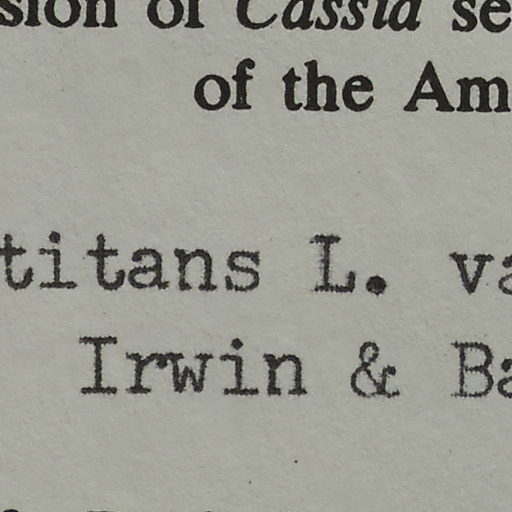 sion of Cassia se
of the Am
titans L. va
Irwin & Ba